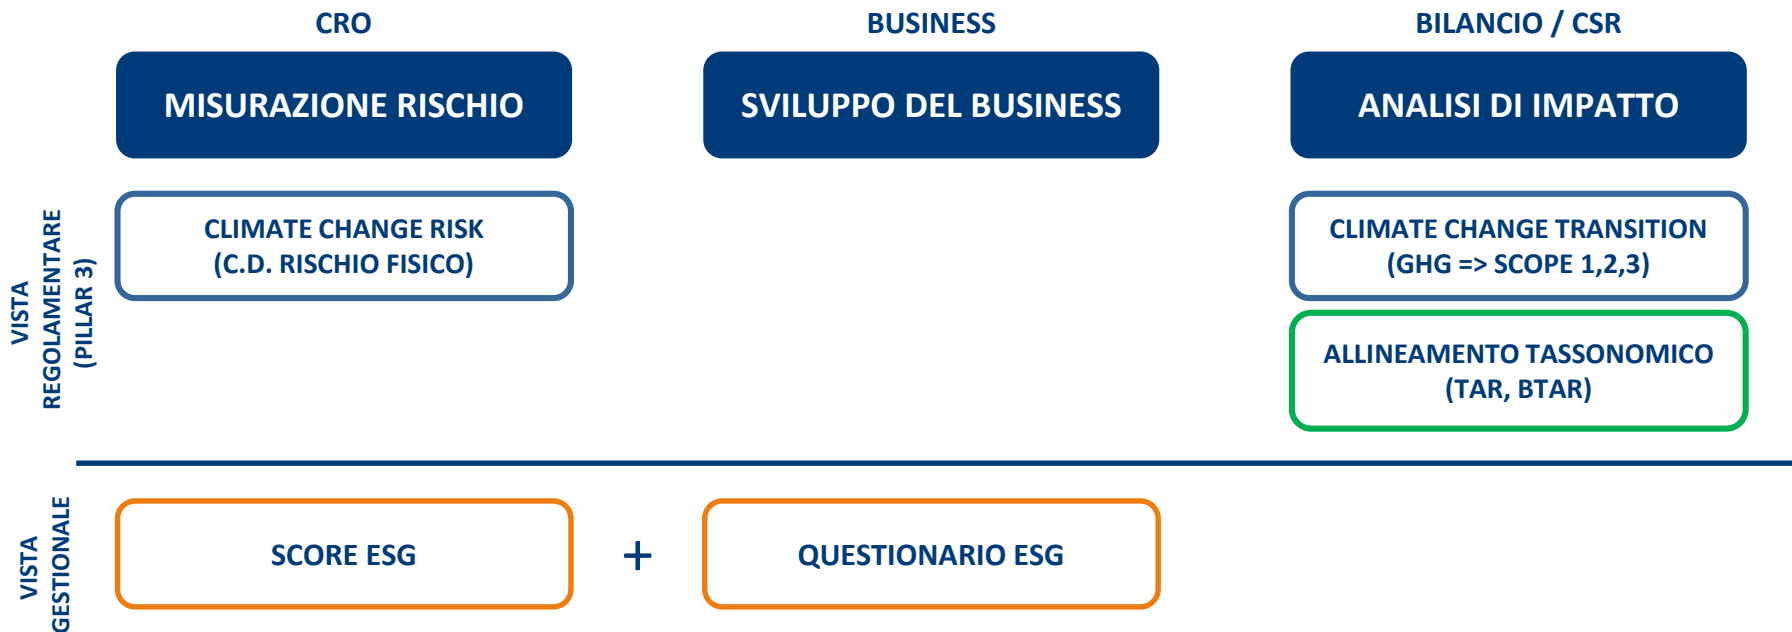 CRO
BUSINESS
BILANCIO / CSR
MISURAZIONE RISCHIO
SVILUPPO DEL BUSINESS
ANALISI DI IMPATTO
VISTA
REGOLAMENTARE
(PILLAR 3)
CLIMATE CHANGE RISK
(C.D. RISCHIO FISICO)
CLIMATE CHANGE TRANSITION
(GHG => SCOPE 1,2,3)
ALLINEAMENTO TASSONOMICO
(TAR, BTAR)
VISTA
GESTIONALE
SCORE ESG
+
QUESTIONARIO ESG